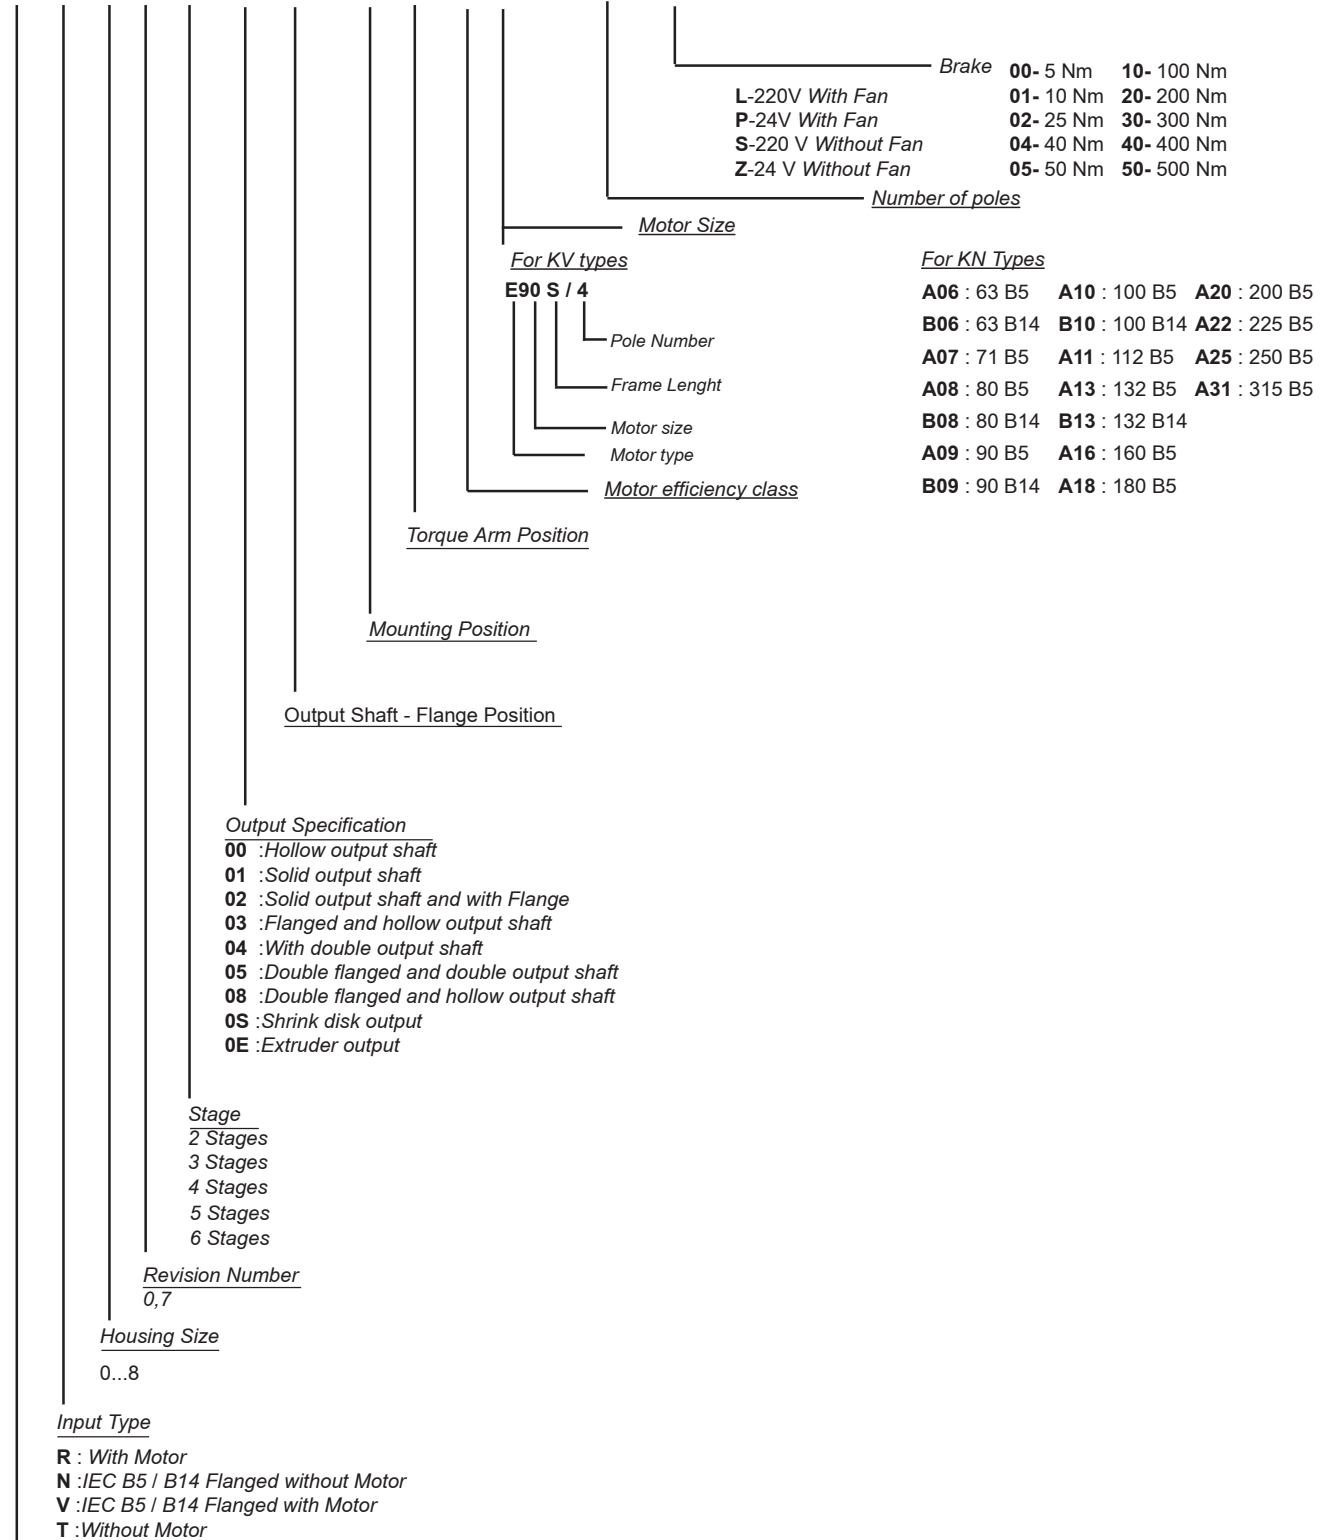 Brake 00- 5 Nm 10- 100 Nm
L-220V With Fan 01- 10 Nm 20- 200 Nm
P-24V With Fan 02- 25 Nm 30- 300 Nm
S-220 V Without Fan 04- 40 Nm 40- 400 Nm
Z-24 V Without Fan 05- 50 Nm 50- 500 Nm
Number of poles
Motor Size
For KV types For KN Types
E90 S / 4
A06 : 63 B5 A10 : 100 B5 A20 : 200 B5
B06 : 63 B14 B10 : 100 B14 A22 : 225 B5
Pole Number
A07 : 71 B5 A11 : 112 B5 A25 : 250 B5
Frame Lenght
A08 : 80 B5 A13 : 132 B5 A31 : 315 B5
B08 : 80 B14 B13 : 132 B14
Motor size
Motor type
A09 : 90 B5 A16 : 160 B5
B09 : 90 B14 A18 : 180 B5
Motor efficiency class
Torque Arm Position
Mounting Position
Output Shaft - Flange Position
Output Specification
00 :Hollow output shaft
01 :Solid output shaft
02 :Solid output shaft and with Flange
03 :Flanged and hollow output shaft
04 :With double output shaft
05 :Double flanged and double output shaft
08 :Double flanged and hollow output shaft
0S :Shrink disk output
0E :Extruder output
Stage
2 Stages
3 Stages
4 Stages
5 Stages
6 Stages
Revision Number
0,7
Housing Size
0...8
Input Type
R : With Motor
N :IEC B5 / B14 Flanged without Motor
V :IEC B5 / B14 Flanged with Motor
T :Without Motor